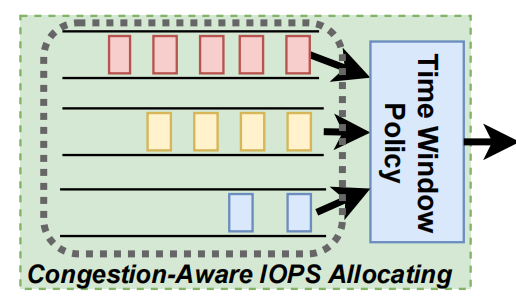 Time Window
Policy
Congestion-Aware IOPS Allocating